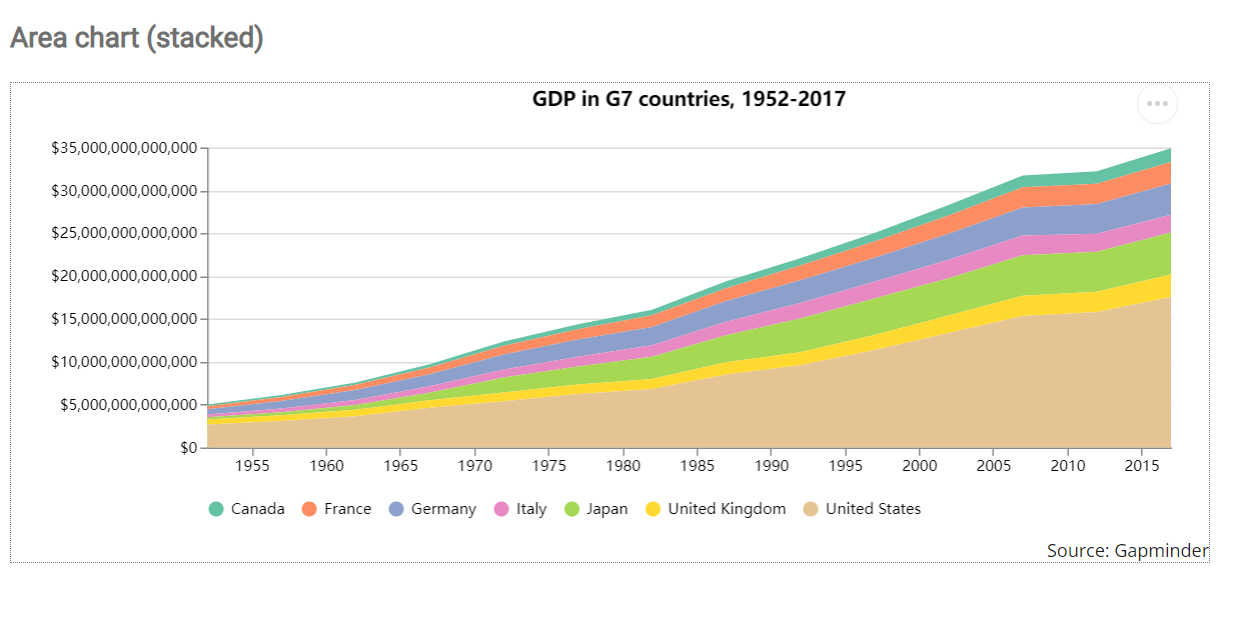 Area chart (stacked)
GDP in G7 countries, 1952-2017
$35,000,000,000,000
$30,000,000,000,000
$25,000,000,000,000
$20,000,000,000,000
$15,000,000,000,000
$10,000,000,000,000
$5,000,000,000,000
$0
1955 1960 1965 1970 1975 1980 1985 1990 1995 2000 2005 2010 2015
Canada France Germany Italy Japan United Kingdom United States
Source: Gapminder